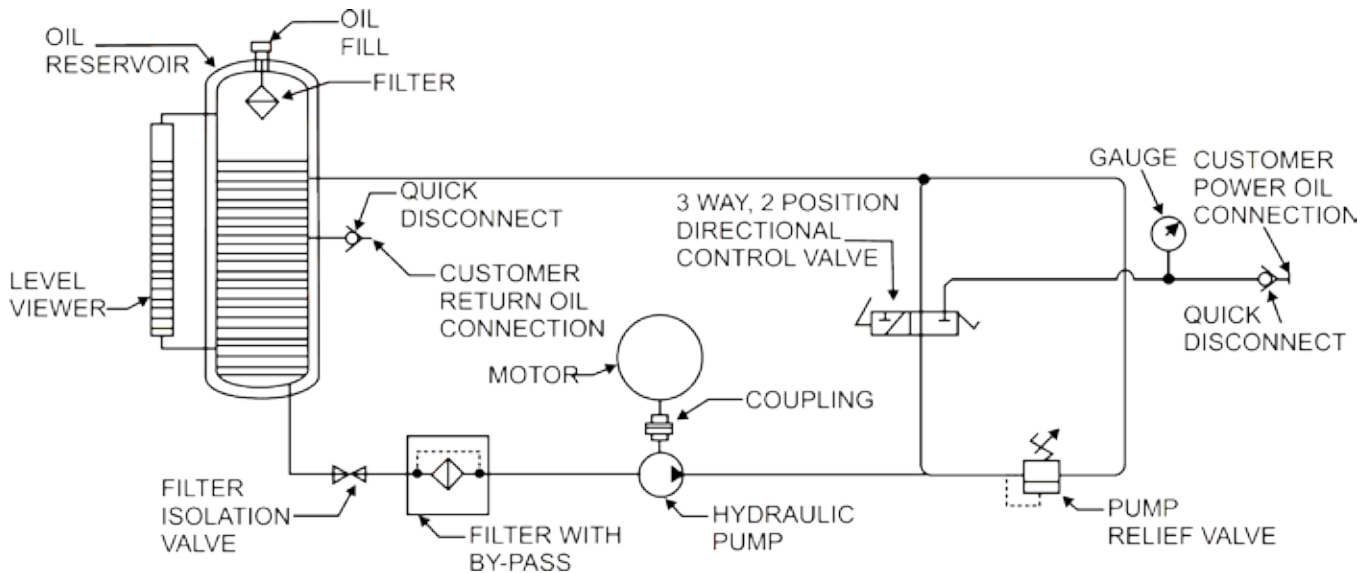 OIL
FILL
OIL
RESERVOIR
FILTER
QUICK
DISCONNECT
CUSTOMER
RETURN OIL
CONNECTION
LEVEL
VIEWER
3 WAY, 2 POSITION
DIRECTIONAL
CONTROL VALVE
GAUGE
CUSTOMER
POWER OIL
CONNECTION
QUICK
DISCONNECT
MOTOR
COUPLING
FILTER
ISOLATION
VALVE
FILTER WITH
BY-PASS
HYDRAULIC
PUMP
PUMP
RELIEF VALVE